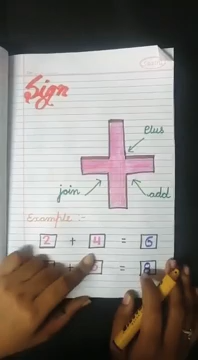 Sign
plus
join
add
Example :-
2 + 4 = 6
+ = 8